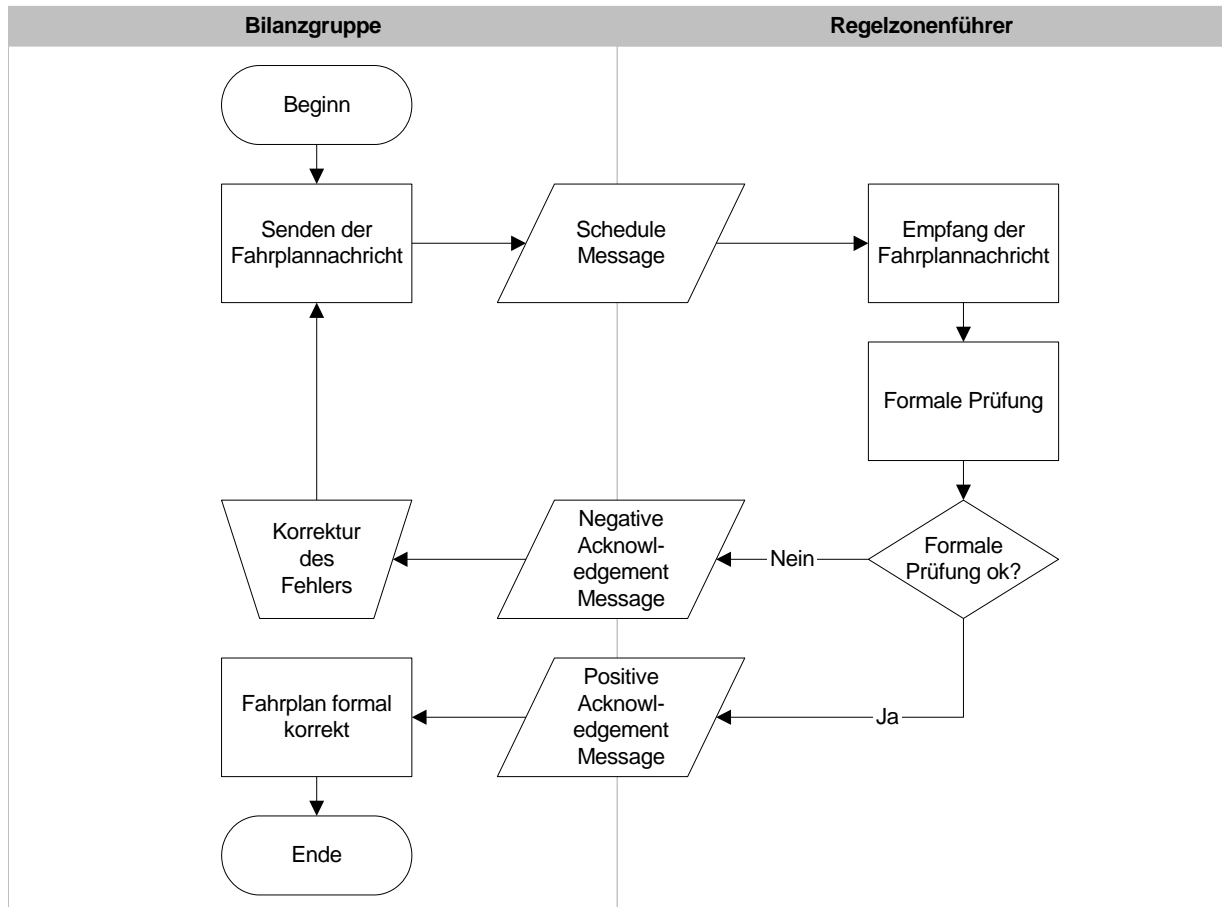 Bilanzgruppe
Regelzonenführer
Beginn
Senden der
Fahrplannachricht
Schedule
Message
Empfang der
Fahrplannachricht
Formale Prüfung
Korrektur
des
Fehlers
Negative
Acknowl-
edgement
Message
Nein
Formale
Prüfung ok?
Fahrplan formal
korrekt
Positive
Acknowl-
edgement
Message
Ja
Ende